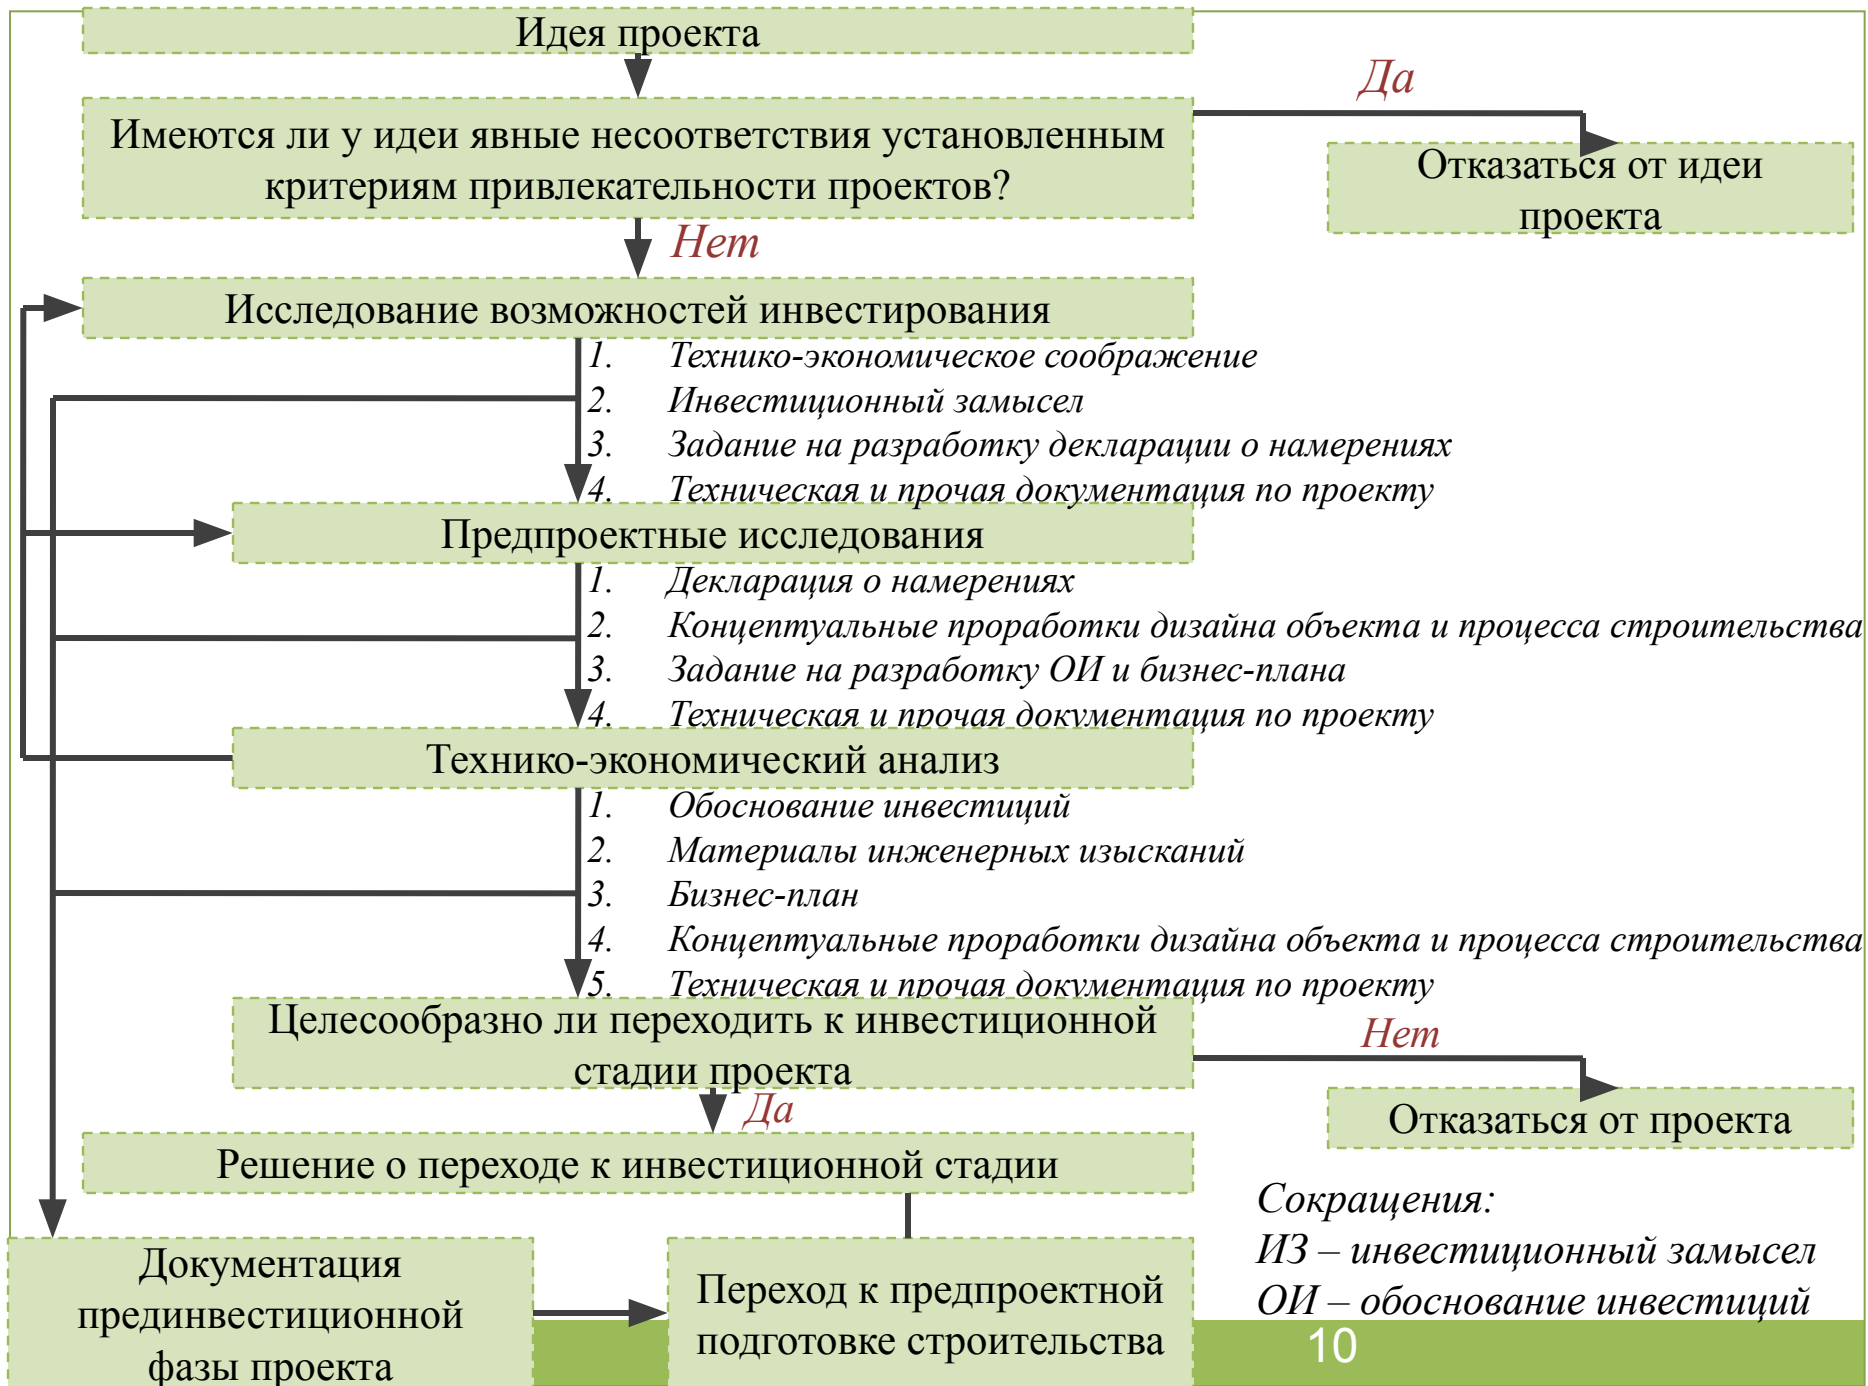 Идея проекта
Да
Имеются ли у идеи явные несоответствия установленным
критериям привлекательности проектов?
Отказаться от идеи
проекта
Нет
Исследование возможностей инвестирования
1. Технико-экономическое соображение
2. Инвестиционный замысел
3. Задание на разработку декларации о намерениях
4. Техническая и прочая документация по проекту
Предпроектные исследования
1. Декларация о намерениях
2. Концептуальные проработки дизайна объекта и процесса строительства
3. Задание на разработку ОИ и бизнес-плана
4. Техническая и прочая документация по проекту
Технико-экономический анализ
1. Обоснование инвестиций
2. Материалы инженерных изысканий
3. Бизнес-план
4. Концептуальные проработки дизайна объекта и процесса строительства
5. Техническая и прочая документация по проекту
Целесообразно ли переходить к инвестиционной
стадии проекта
Нет
Отказаться от проекта
Да
Решение о переходе к инвестиционной стадии
Документация
прединвестиционной
фазы проекта
Переход к предпроектной
подготовке строительства
Сокращения:
ИЗ – инвестиционный замысел
ОИ – обоснование инвестиций
10